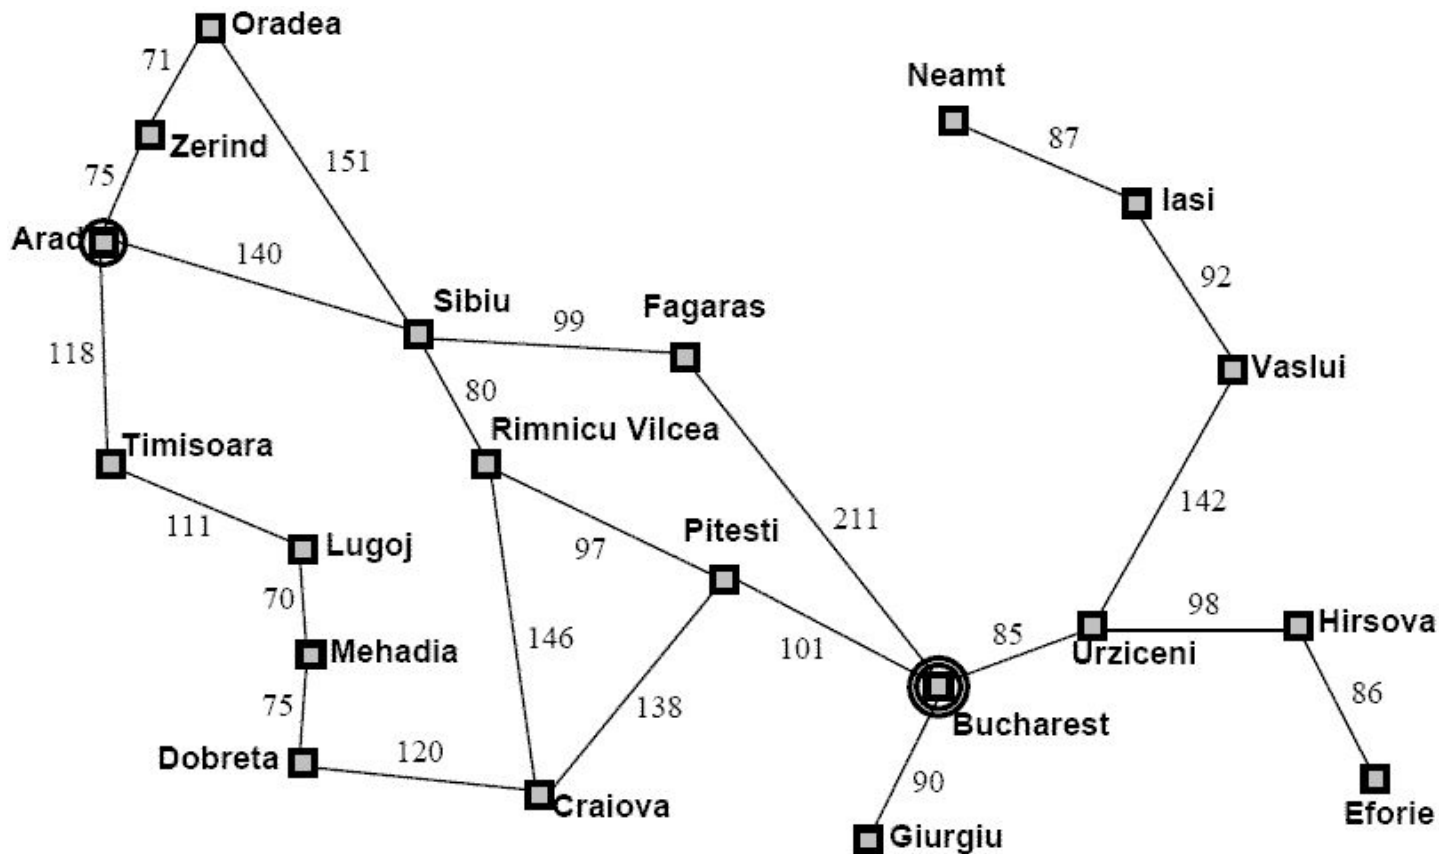 Oradea
71
Neamt
87
Zerind
151
75
Iasi
Arad
140
92
Sibiu
Fagaras
99
118
Vaslui
80
Rimnicu Vilcea
Timisoara
142
211
Pitesti
111
Lugoj
97
70
98
Hirsova
85
146
101
Urziceni
Mehadia
86
75
138
Bucharest
Dobreta
120
90
Craiova
Eforie
Giurgiu